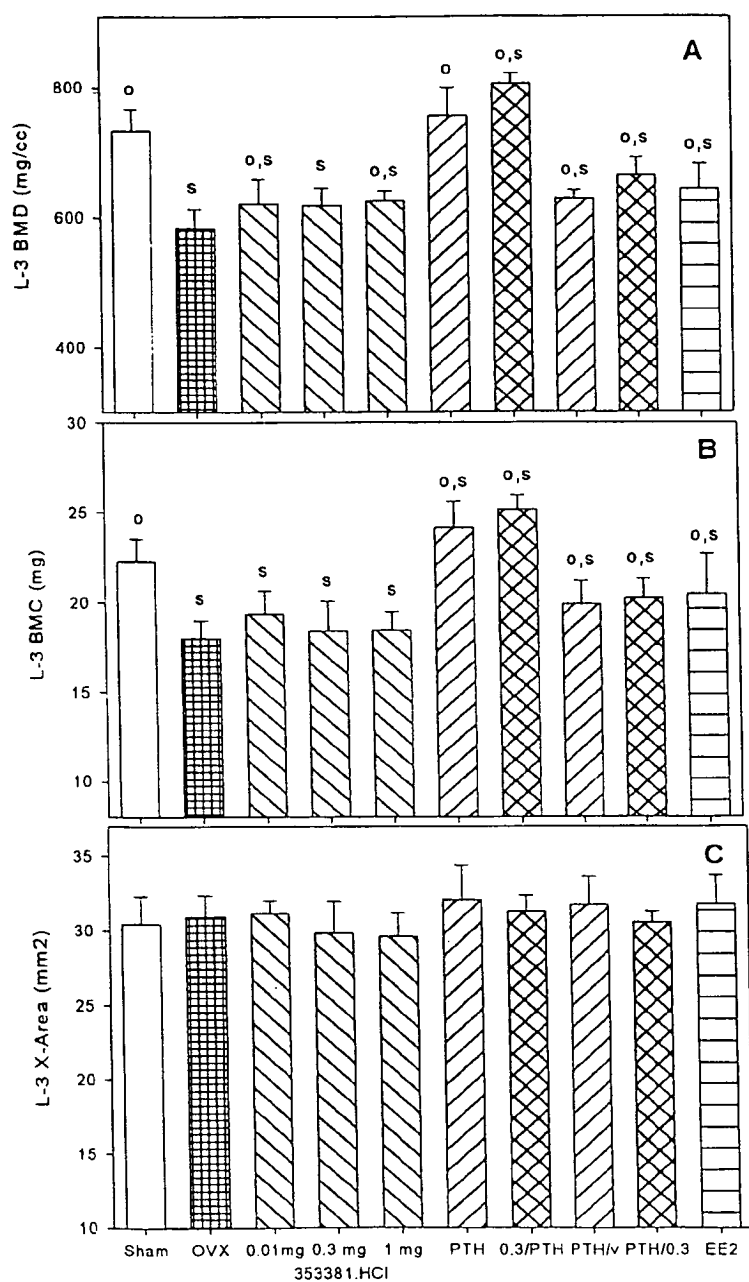 A
L-3 BMD (mg/cc)
800
600
400
o
s
o,s
s
o,s
o
o,s
o,s
o,s
o,s
B
L-3 BMC (mg)
30
25
20
15
10
o
s
s
s
s
o,s
o,s
o,s
o,s
o,s
C
L-3 X-Area (mm2)
35
30
25
20
15
10
Sham OVX 0.01mg 0.3 mg 1 mg PTH 0.3/PTH PTH/v PTH/0.3 EE2
353381.HCl